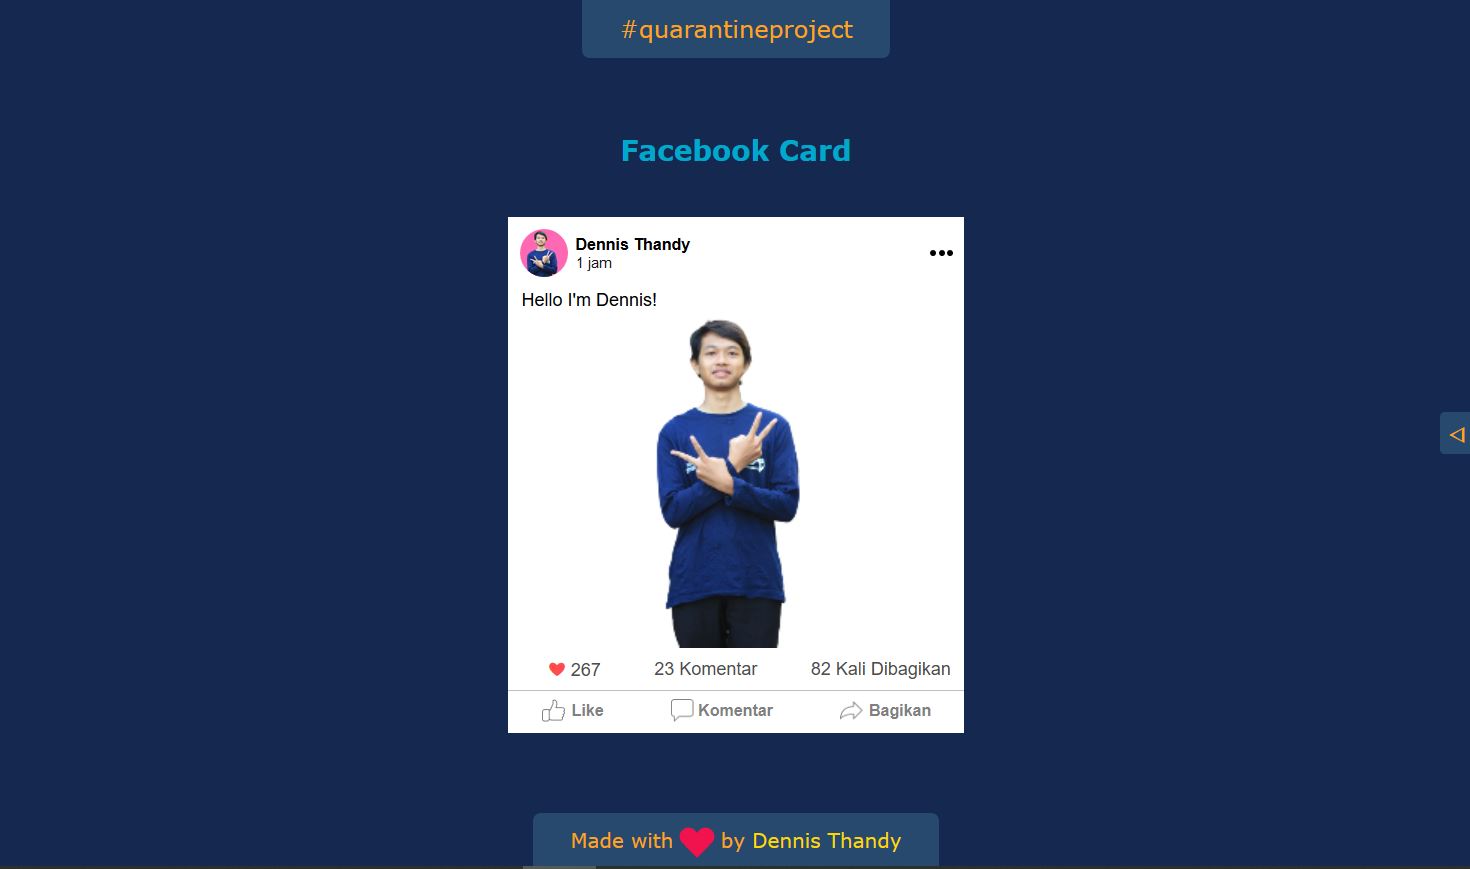 #quarantineproject
Facebook Card
Dennis Thandy
1 jam
Hello I'm Dennis!
267 23 Komentar 82 Kali Dibagikan
Like Komentar Bagikan
Made with by Dennis Thandy